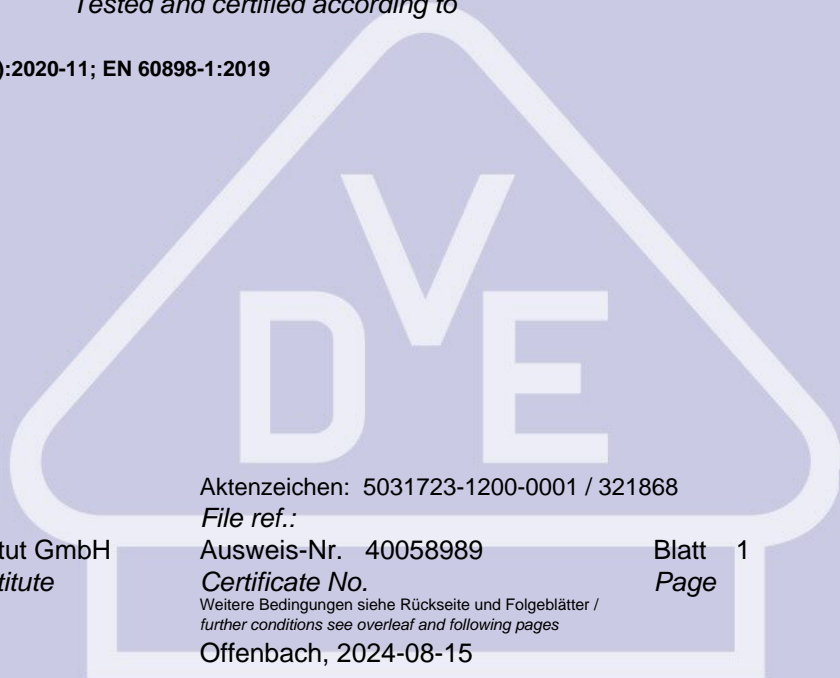 Tested and certified according to
):2020-11; EN 60898-1:2019
VDE
Aktenzeichen: 5031723-1200-0001 / 321868
File ref.:
tut GmbH Ausweis-Nr. 40058989 Blatt 1
titute Certificate No. Page
Weitere Bedingungen siehe Rückseite und Folgeblätter /
further conditions see overleaf and following pages
Offenbach, 2024-08-15